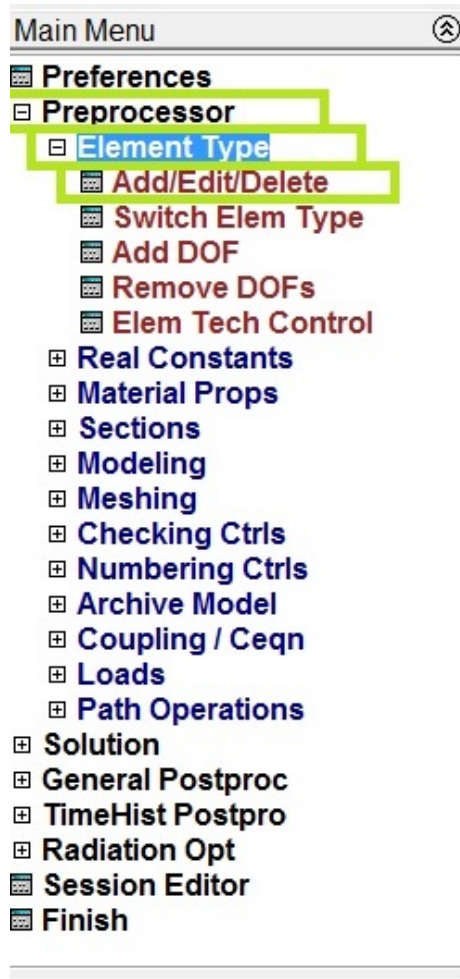 Main Menu
Preferences
Preprocessor
Element Type
Add/Edit/Delete
Switch Elem Type
Add DOF
Remove DOFs
Elem Tech Control
Real Constants
Material Props
Sections
Modeling
Meshing
Checking Ctrls
Numbering Ctrls
Archive Model
Coupling / Ceqn
Loads
Path Operations
Solution
General Postproc
TimeHist Postpro
Radiation Opt
Session Editor
Finish